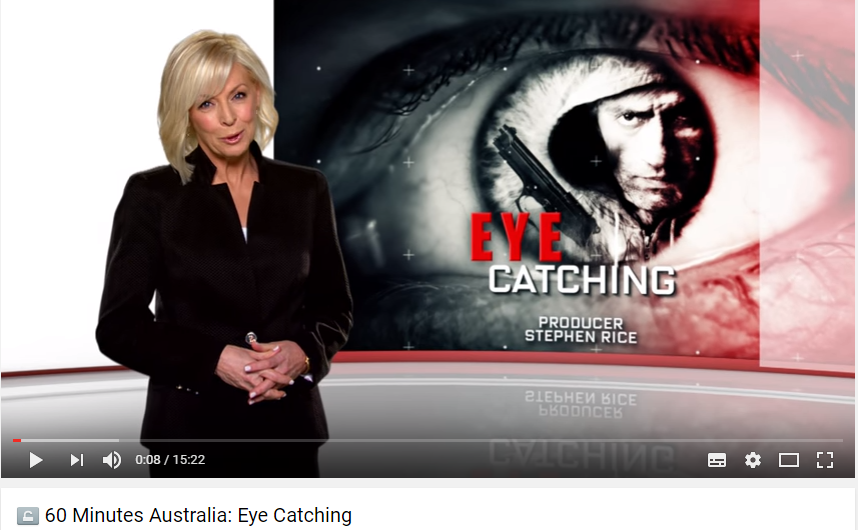 EYE
CATCHING
PRODUCER
STEPHEN RICE
STEPHEN RICE
PRODUCER
CATCHING
0:08 / 15:22
60 Minutes Australia: Eye Catching